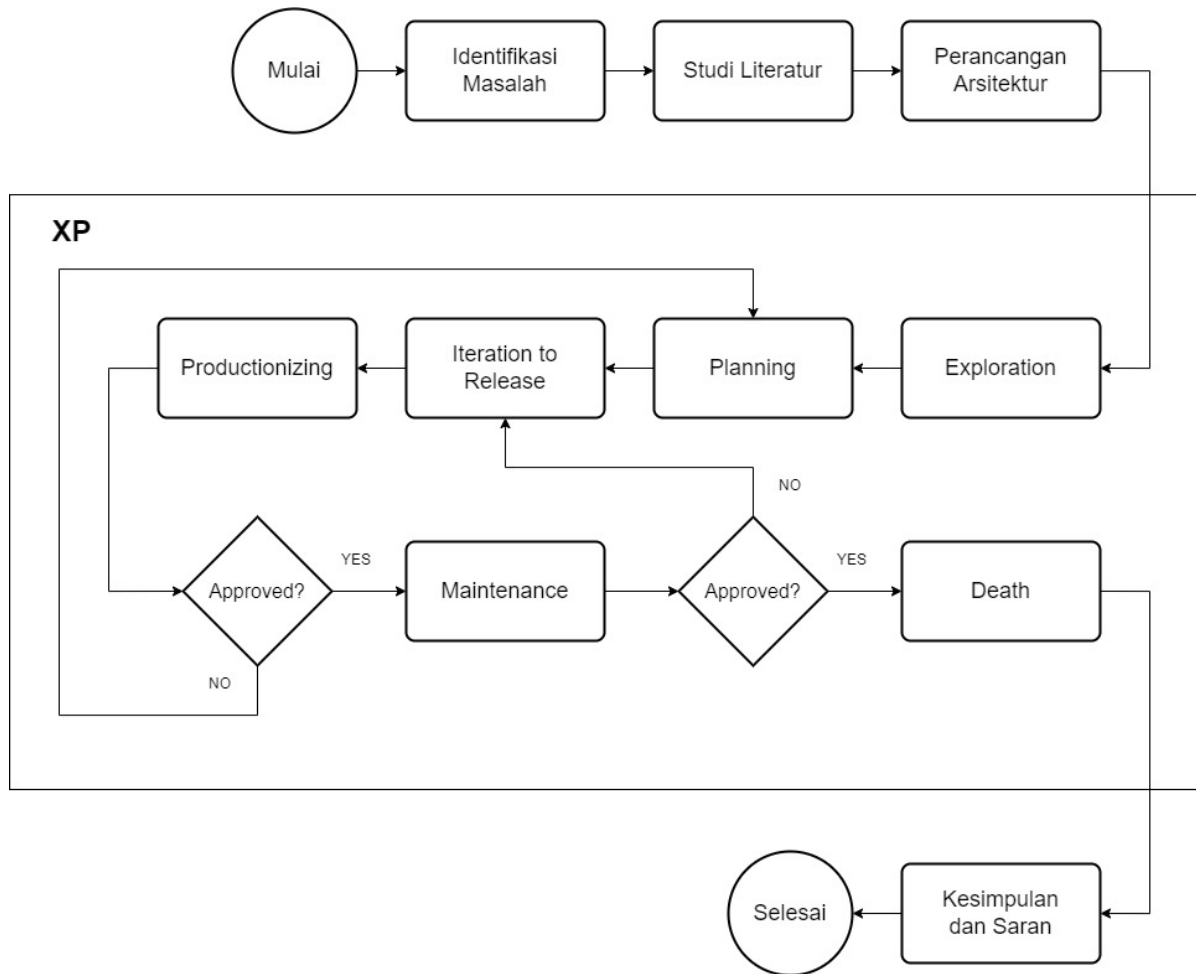 Mulai
Identifikasi
Masalah
Studi Literatur
Perancangan
Arsitektur
XP
Exploration
Planning
Iteration to
Release
Productionizing
Approved?
YES
NO
Maintenance
Approved?
NO
YES
Death
Kesimpulan
dan Saran
Selesai